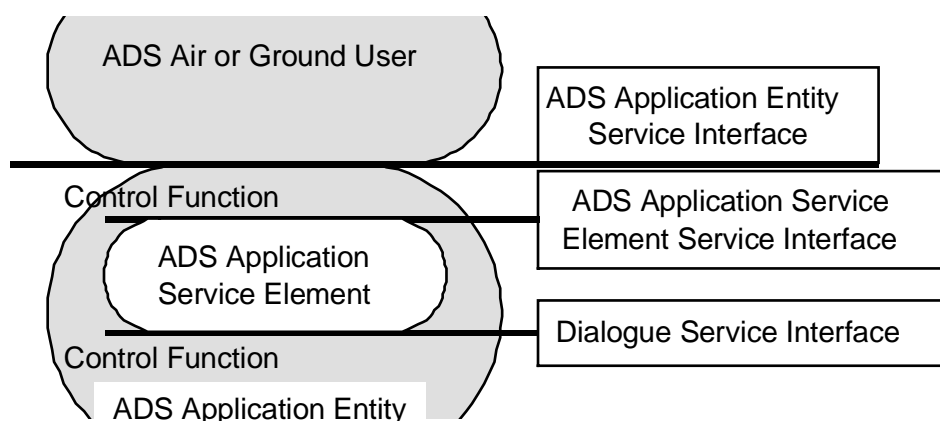 ADS Air or Ground User
ADS Application Entity
Service Interface
Control Function
ADS Application Service
Element Service Interface
ADS Application
Service Element
Dialogue Service Interface
Control Function
ADS Application Entity